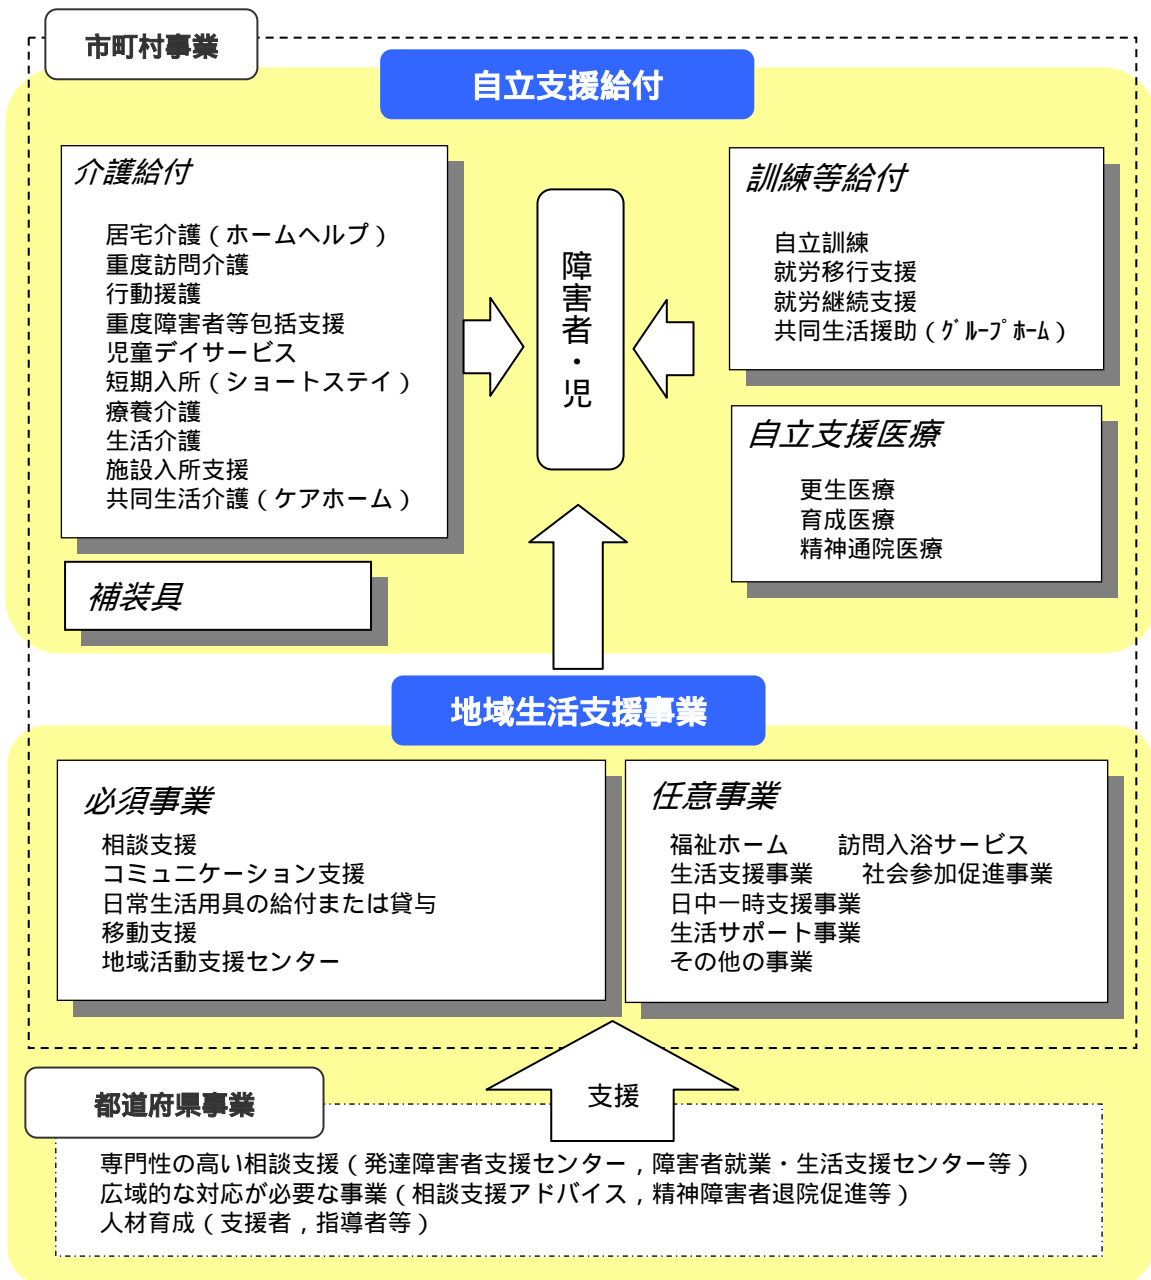 市町村事業
自立支援給付
介護給付
居宅介護(ホームヘルプ)
重度訪問介護
行動援護
重度障害者等包括支援
児童デイサービス
短期入所(ショートステイ)
療養介護
生活介護
施設入所支援
共同生活介護(ケアホーム)
補装具
障害者・児
訓練等給付
自立訓練
就労移行支援
就労継続支援
共同生活援助(グループホーム)
自立支援医療
更生医療
育成医療
精神通院医療
地域生活支援事業
必須事業
相談支援
コミュニケーション支援
日常生活用具の給付または貸与
移動支援
地域活動支援センター
任意事業
福祉ホーム 訪問入浴サービス
生活支援事業 社会参加促進事業
日中一時支援事業
生活サポート事業
その他の事業
支援
都道府県事業
専門性の高い相談支援(発達障害者支援センター,障害者就業・生活支援センター等)
広域的な対応が必要な事業(相談支援アドバイス,精神障害者退院促進等)
人材育成(支援者,指導者等)